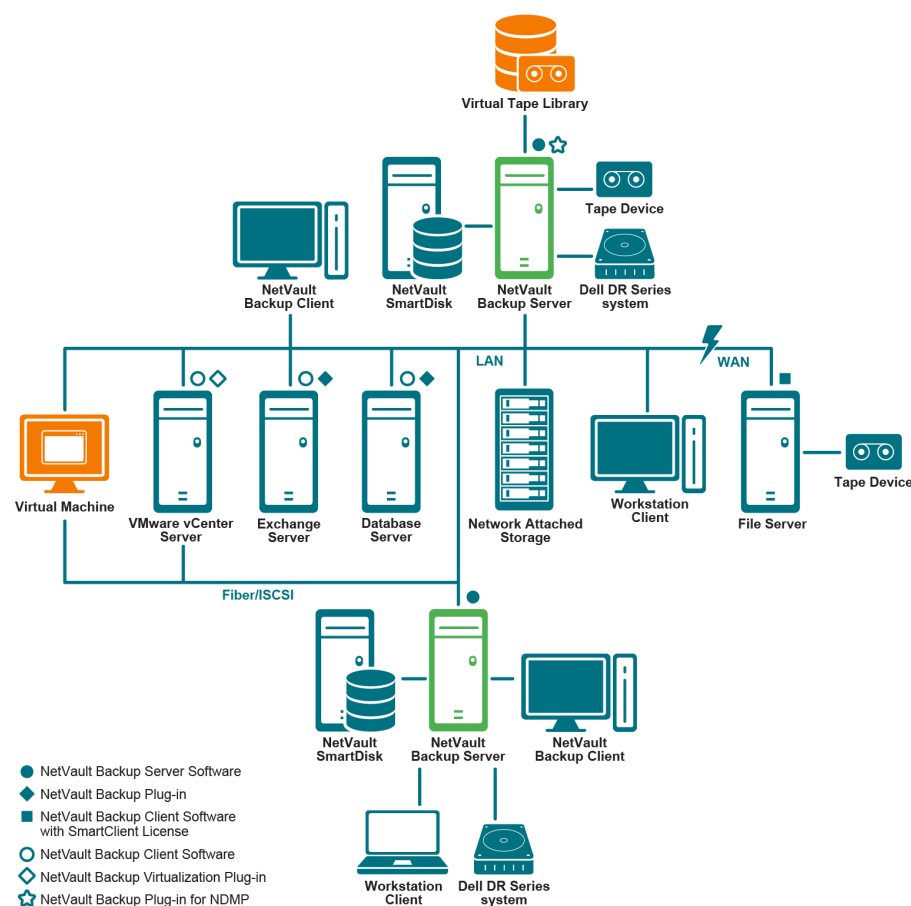 Virtual Tape Library
Tape Device
NetVault
Backup Client
NetVault
SmartDisk
NetVault
Backup Server
Dell DR Series
system
LAN
WAN
Virtual Machine
VMware vCenter
Server
Exchange
Server
Database
Server
Network Attached
Storage
Workstation
Client
File Server
Tape Device
Fiber/ISCSI
NetVault
SmartDisk
NetVault
Backup Server
NetVault
Backup Client
NetVault Backup Server Software
NetVault Backup Plug-in
NetVault Backup Client Software
with SmartClient License
NetVault Backup Client Software
NetVault Backup Virtualization Plug-in
NetVault Backup Plug-in for NDMP
Workstation
Client
Dell DR Series
system